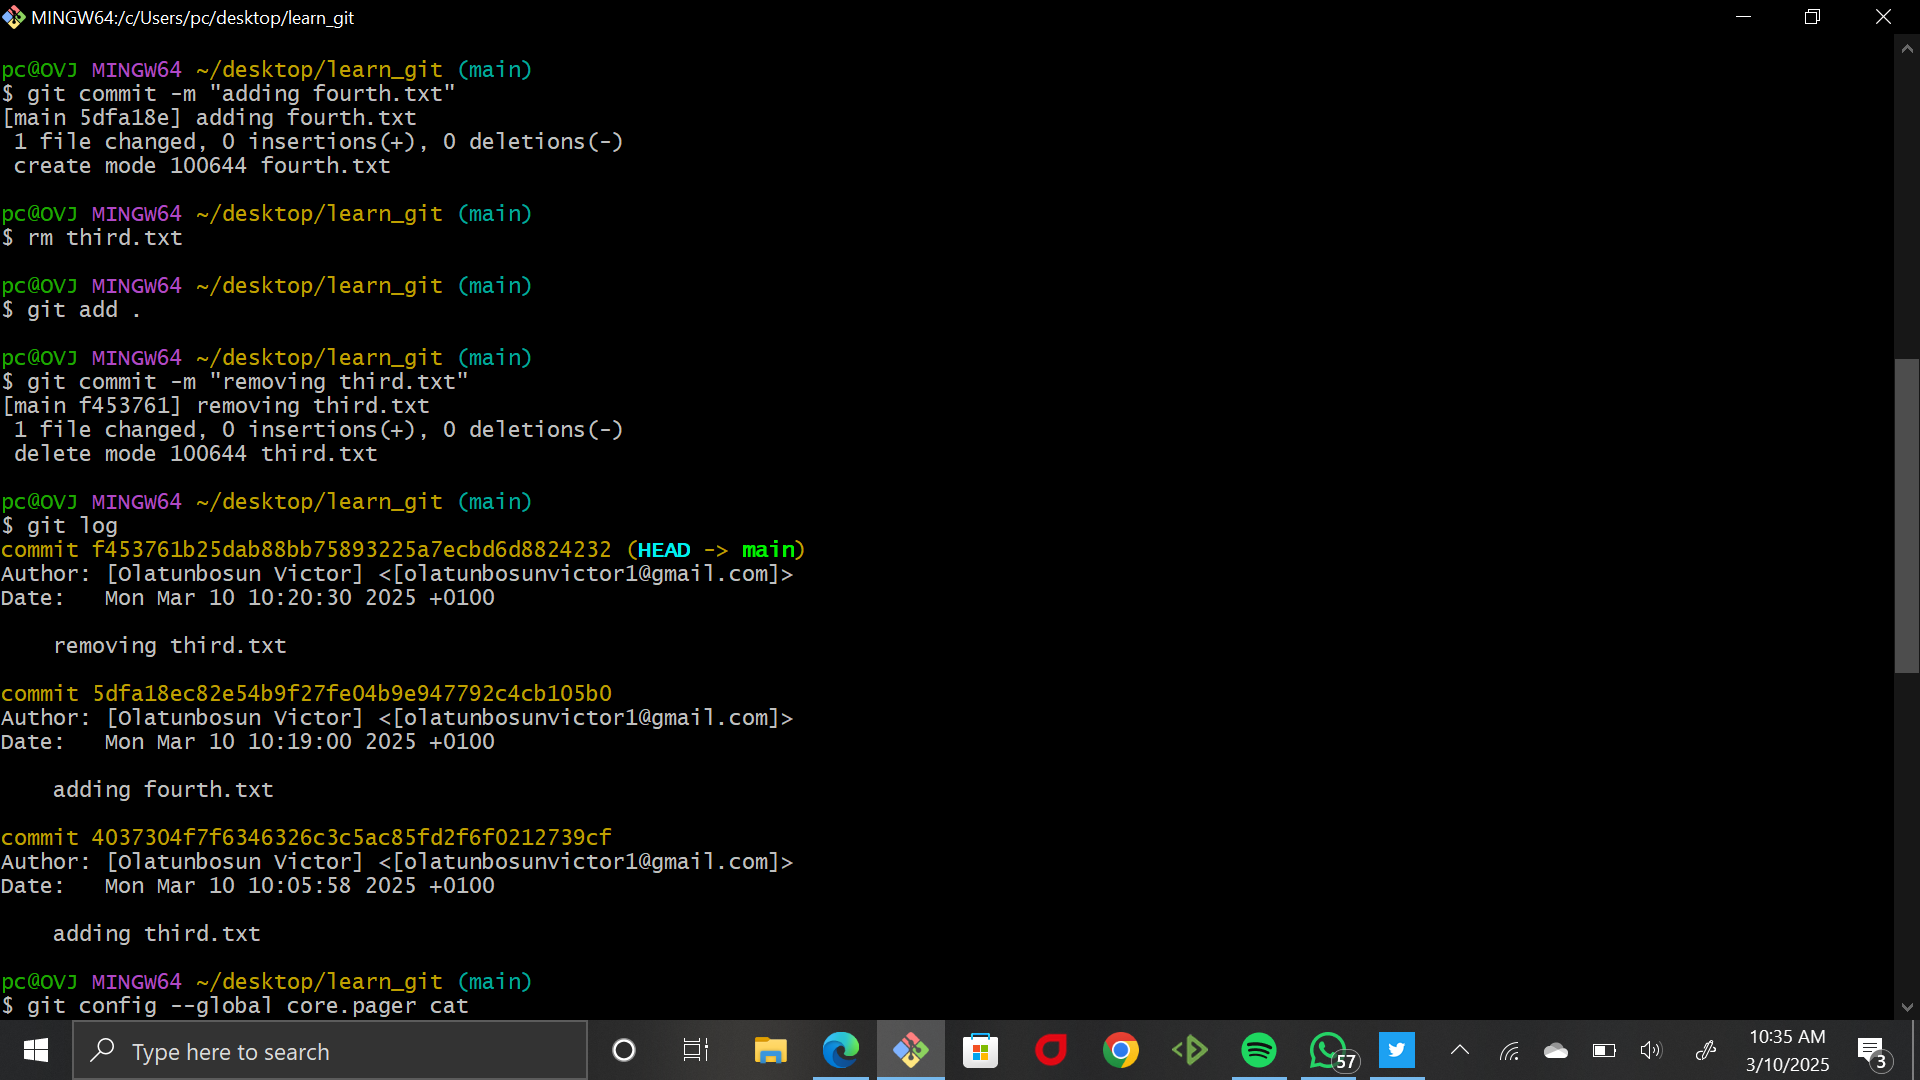 MINGW64:/c/Users/pc/desktop/learn_git
pc@OVJ MINGW64 ~/desktop/learn_git (main)
$ git commit -m "adding fourth.txt"
[main 5dfa18e] adding fourth.txt
 1 file changed, 0 insertions(+), 0 deletions(-)
 create mode 100644 fourth.txt
pc@OVJ MINGW64 ~/desktop/learn_git (main)
$ rm third.txt
pc@OVJ MINGW64 ~/desktop/learn_git (main)
$ git add .
pc@OVJ MINGW64 ~/desktop/learn_git (main)
$ git commit -m "removing third.txt"
[main f453761] removing third.txt
 1 file changed, 0 insertions(+), 0 deletions(-)
 delete mode 100644 third.txt
pc@OVJ MINGW64 ~/desktop/learn_git (main)
$ git log
commit f453761b25dab88bb75893225a7ecbd6d8824232 (HEAD -> main)
Author: [Olatunbosun Victor] <[olatunbosunvictor1@gmail.com]>
Date:   Mon Mar 10 10:20:30 2025 +0100
    removing third.txt
commit 5dfa18ec82e54b9f27fe04b9e947792c4cb105b0
Author: [Olatunbosun Victor] <[olatunbosunvictor1@gmail.com]>
Date:   Mon Mar 10 10:19:00 2025 +0100
    adding fourth.txt
commit 4037304f7f6346326c3c5ac85fd2f6f0212739cf
Author: [Olatunbosun Victor] <[olatunbosunvictor1@gmail.com]>
Date:   Mon Mar 10 10:05:58 2025 +0100
    adding third.txt
pc@OVJ MINGW64 ~/desktop/learn_git (main)
$ git config --global core.pager cat
Type here to search
57
10:35 AM
3/10/2025
3